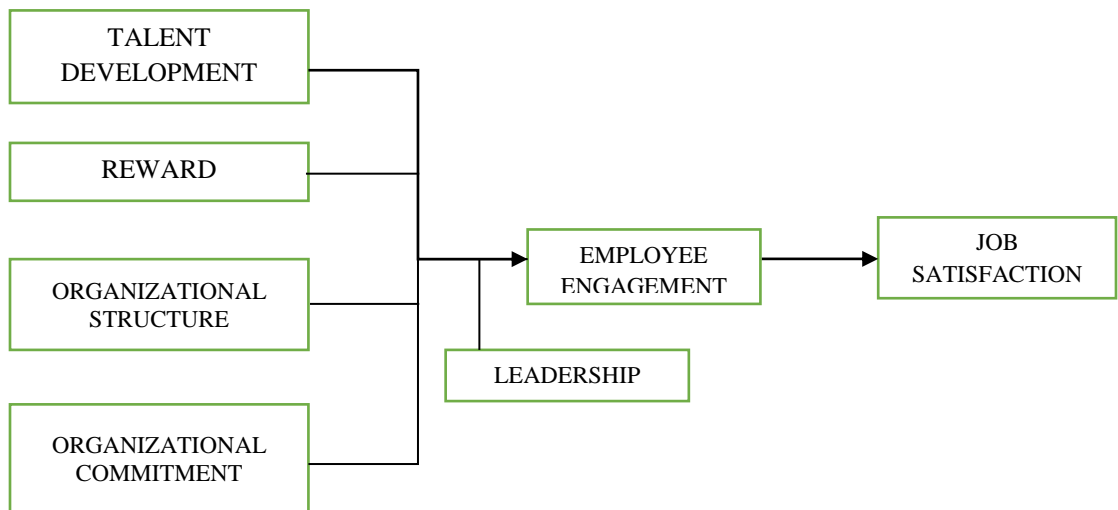 TALENT
DEVELOPMENT
REWARD
ORGANIZATIONAL
STRUCTURE
ORGANIZATIONAL
COMMITMENT
LEADERSHIP
EMPLOYEE
ENGAGEMENT
JOB
SATISFACTION